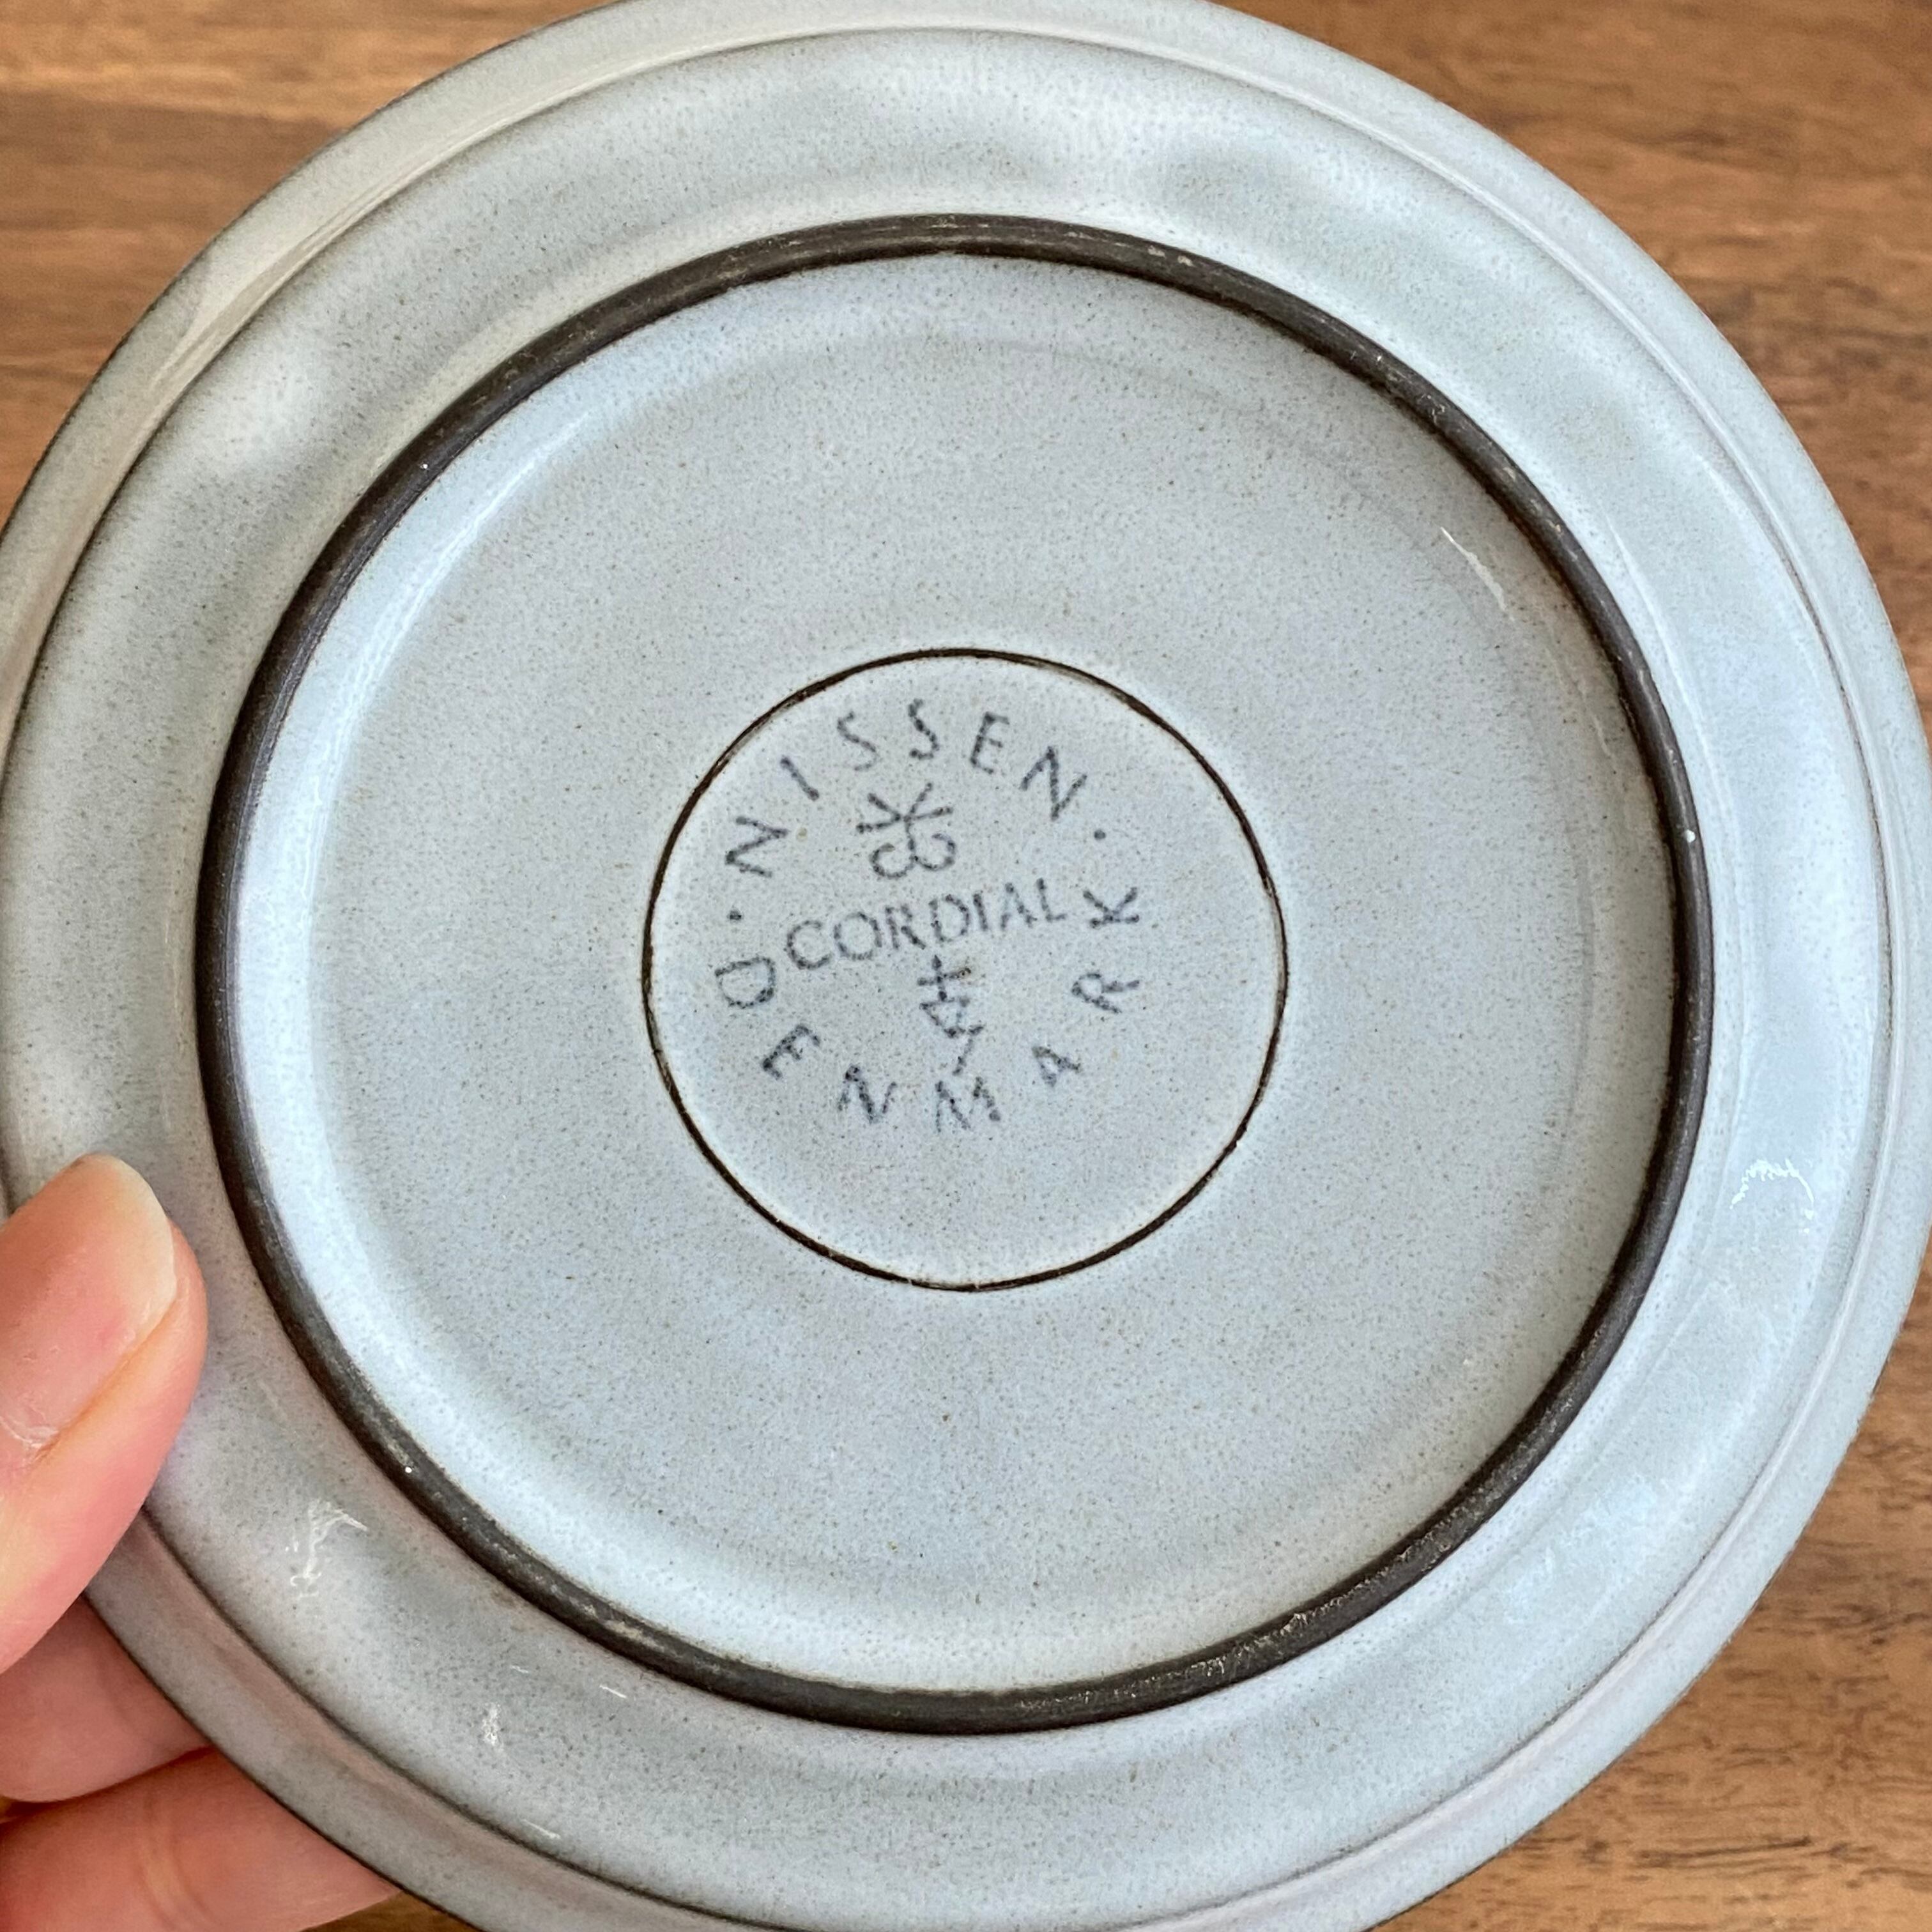 · NISSEN ·
CORDIAL
DENMARK